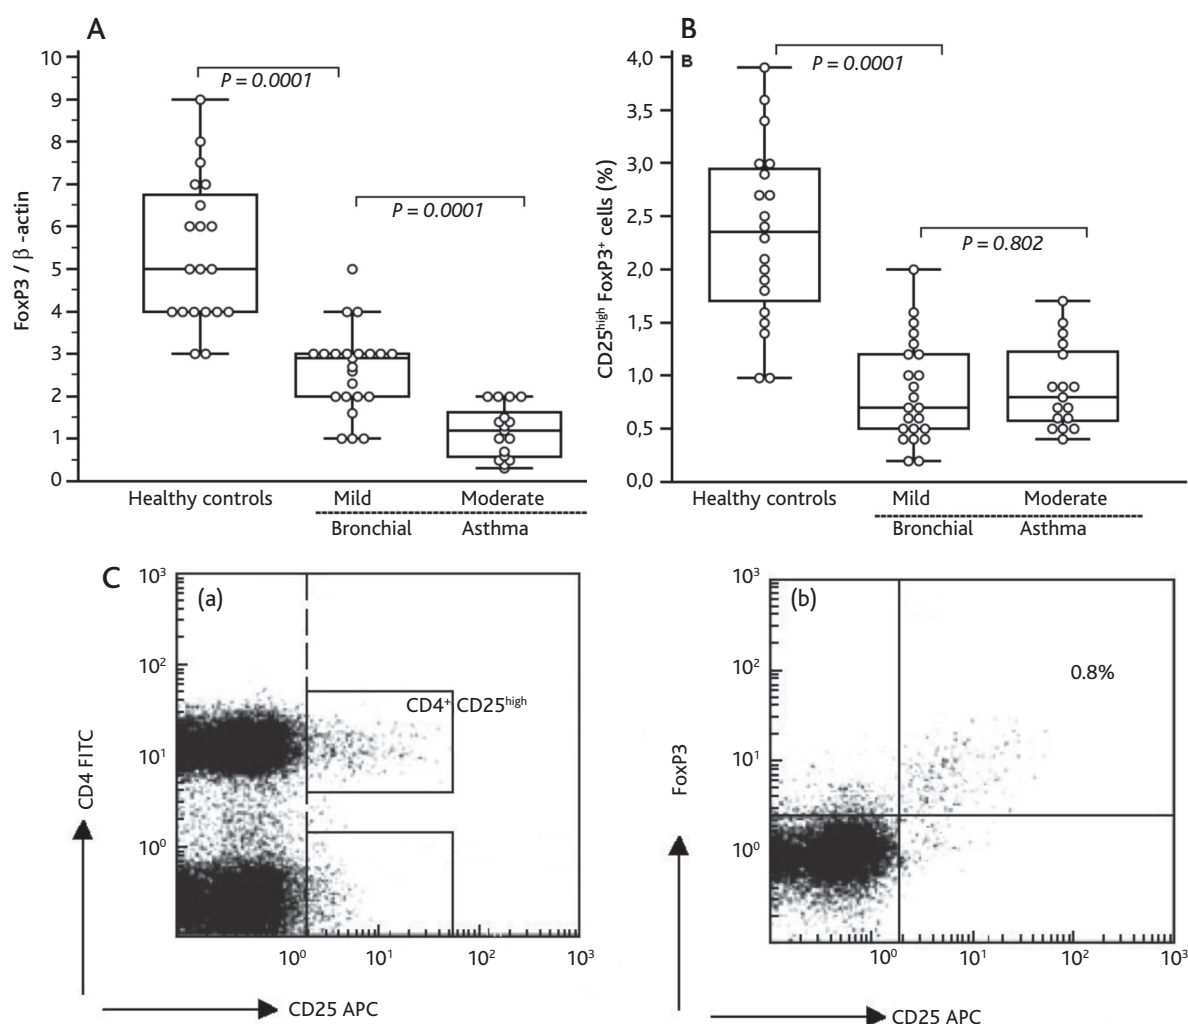 A
10
9
8
7
6
5
4
3
2
1
0
FoxP3 / β -actin
P = 0.0001
P = 0.0001
Healthy controls
Mild
Moderate
Bronchial
Asthma
B
B
4,0
3,5
3,0
2,5
2,0
1,5
1,0
0,5
0,0
CD25high FoxP3+ cells (%)
P = 0.0001
P = 0.802
Healthy controls
Mild
Moderate
Bronchial
Asthma
C
(a)
10³
10²
10¹
10⁰
CD4 FITC
CD4+ CD25high
10⁰ 10¹ 10² 10³
CD25 APC
(b)
10³
10²
10¹
10⁰
FoxP3
0.8%
10⁰ 10¹ 10² 10³
CD25 APC